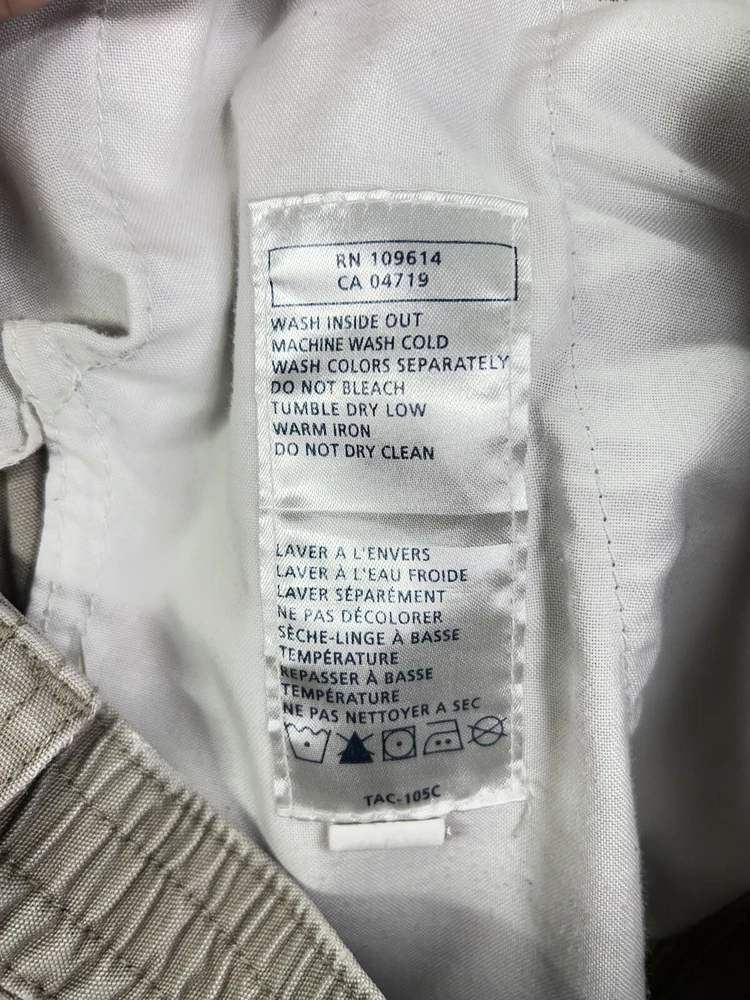 RN 109614
CA 04719
WASH INSIDE OUT
MACHINE WASH COLD
WASH COLORS SEPARATELY
DO NOT BLEACH
TUMBLE DRY LOW
WARM IRON
DO NOT DRY CLEAN
LAVER A L'ENVERS
LAVER À L'EAU FROIDE
LAVER SÉPARÉMENT
NE PAS DÉCOLORER
SÈCHE-LINGE À BASSE
TEMPÉRATURE
REPASSER À BASSE
TEMPÉRATURE
NE PAS NETTOYER A SEC
TAC-105C